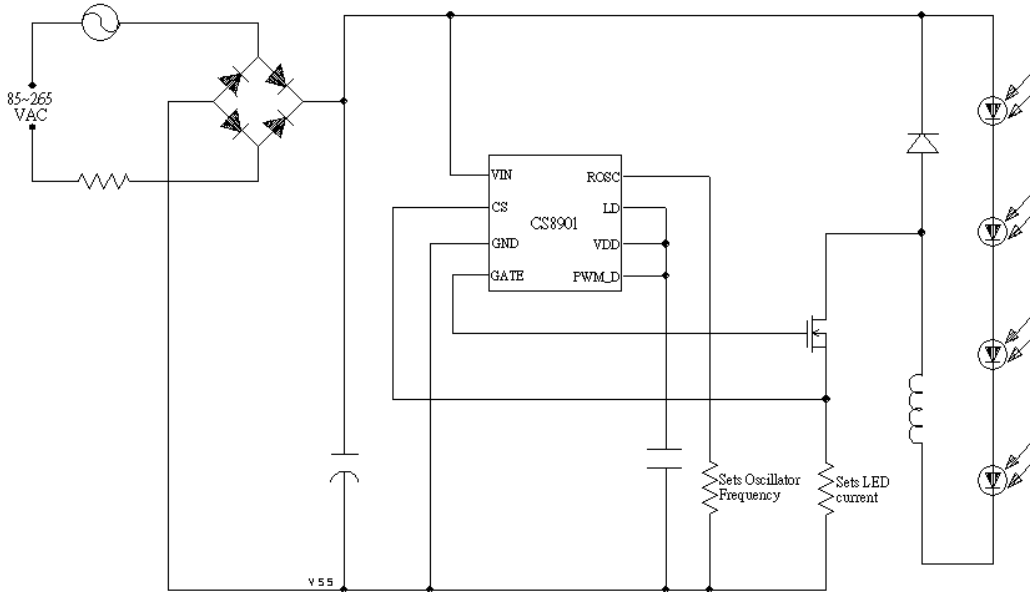 85~265
VAC
VIN
CS
GND
GATE
CS8901
ROSC
LD
VDD
PWM_D
Sets Oscillator
Frequency
Sets LED
current
VSS